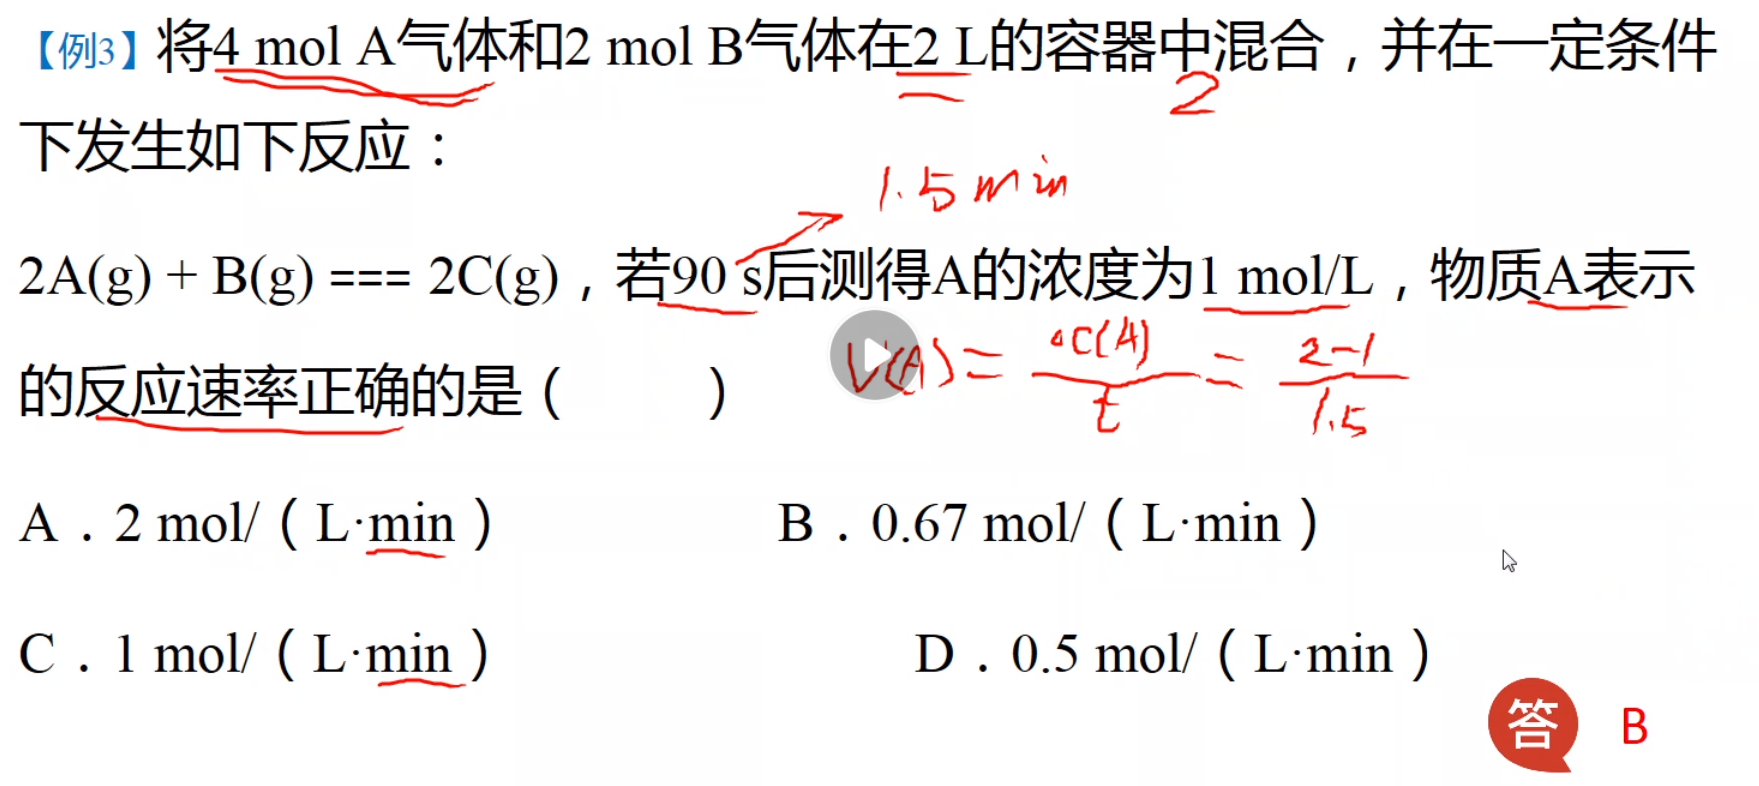 【例3】将4 mol A气体和2 mol B气体在2 L的容器中混合，并在一定条件
2
下发生如下反应：
1.5 min
2A(g) + B(g) === 2C(g)，若90 s后测得A的浓度为1 mol/L，物质A表示
的反应速率正确的是（　　）
V(A) = △C(A)/t = 2-1/1.5
A．2 mol/（L·min）
B．0.67 mol/（L·min）
C．1 mol/（L·min）
D．0.5 mol/（L·min）
答 B